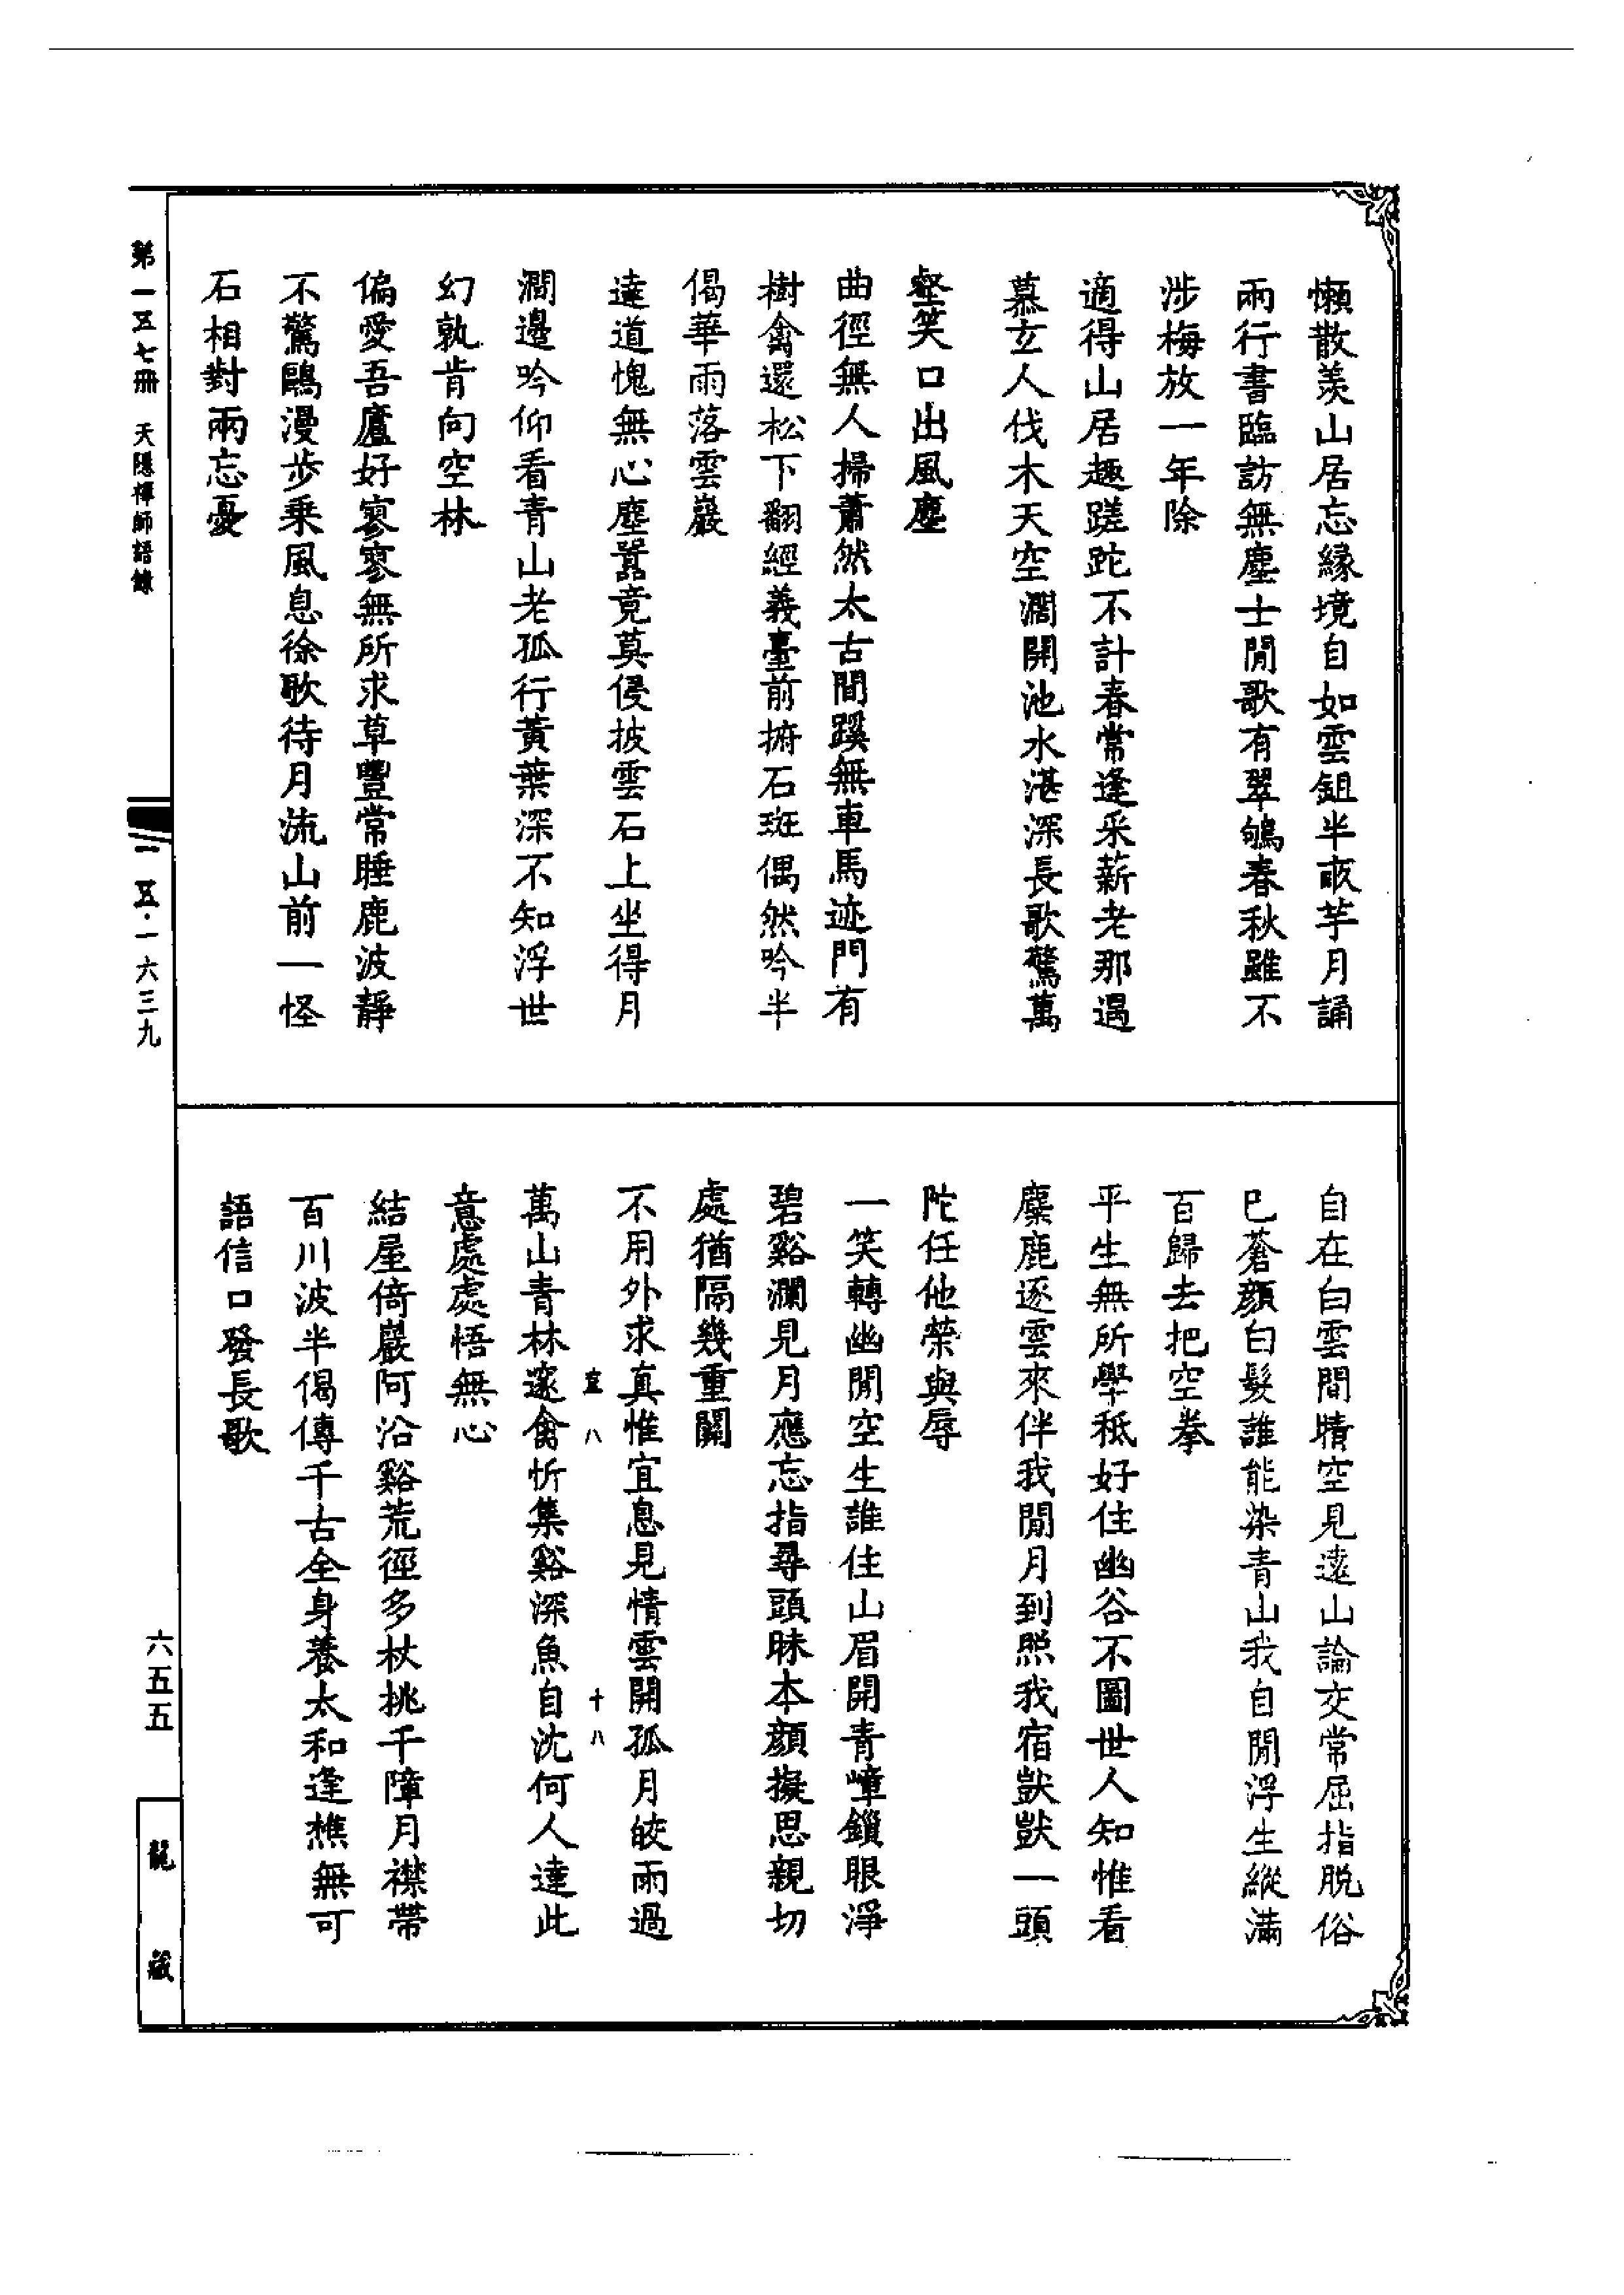 懶散羨山居忘緣境自如雲鉏半畝芋月誦
兩行書臨訪無塵士閒歌有翠鴝春秋雖不
涉梅放一年除
適得山居趣蹉跎不計春常逢采薪老那遇
慕玄人伐木天空濶開池水湛深長歌驚萬
壑笑口出風塵
曲徑無人掃蕭然太古間蹊無車馬迹門有
樹禽還松下翻經義臺前撫石斑偶然吟半
偈華雨落雲巖
達道愧無心塵囂竟莫侵披雲石上坐得月
澗邊吟仰看青山老孤行黃葉深不知浮世
幻孰肯向空林
偏愛吾廬好寥寥無所求草豐常睡鹿波靜
不驚鷗漫步乗風息徐歌待月流山前一怪
石相對兩忘憂
自在白雲間晴空見遠山論交常屈指脫俗
巳蒼顏白髮誰能染青山我自閒浮生縱滿
百歸去把空拳
平生無所學秪好住幽谷不圖世人知惟看
麋鹿逐雲來伴我閒月到照我宿獃獃一頭
陀任他榮與辱
一笑轉幽閒空生誰住山眉開青嶂鎖眼淨
碧谿瀾見月應忘指尋頭昧本顏擬思親切
處猶隔幾重關
不用外求真惟宜息見情雲開孤月皎雨過
萬山青林邃禽忻集谿深魚自沈何人達此
意處處悟無心
結屋倚巖阿沿谿荒徑多杖挑千障月襟帶
百川波半偈傳千古全身養太和逢樵無可
語信口發長歌
八
十八
第一五七冊 天隱禪師語錄
一五·一六三九
六五五
龍藏